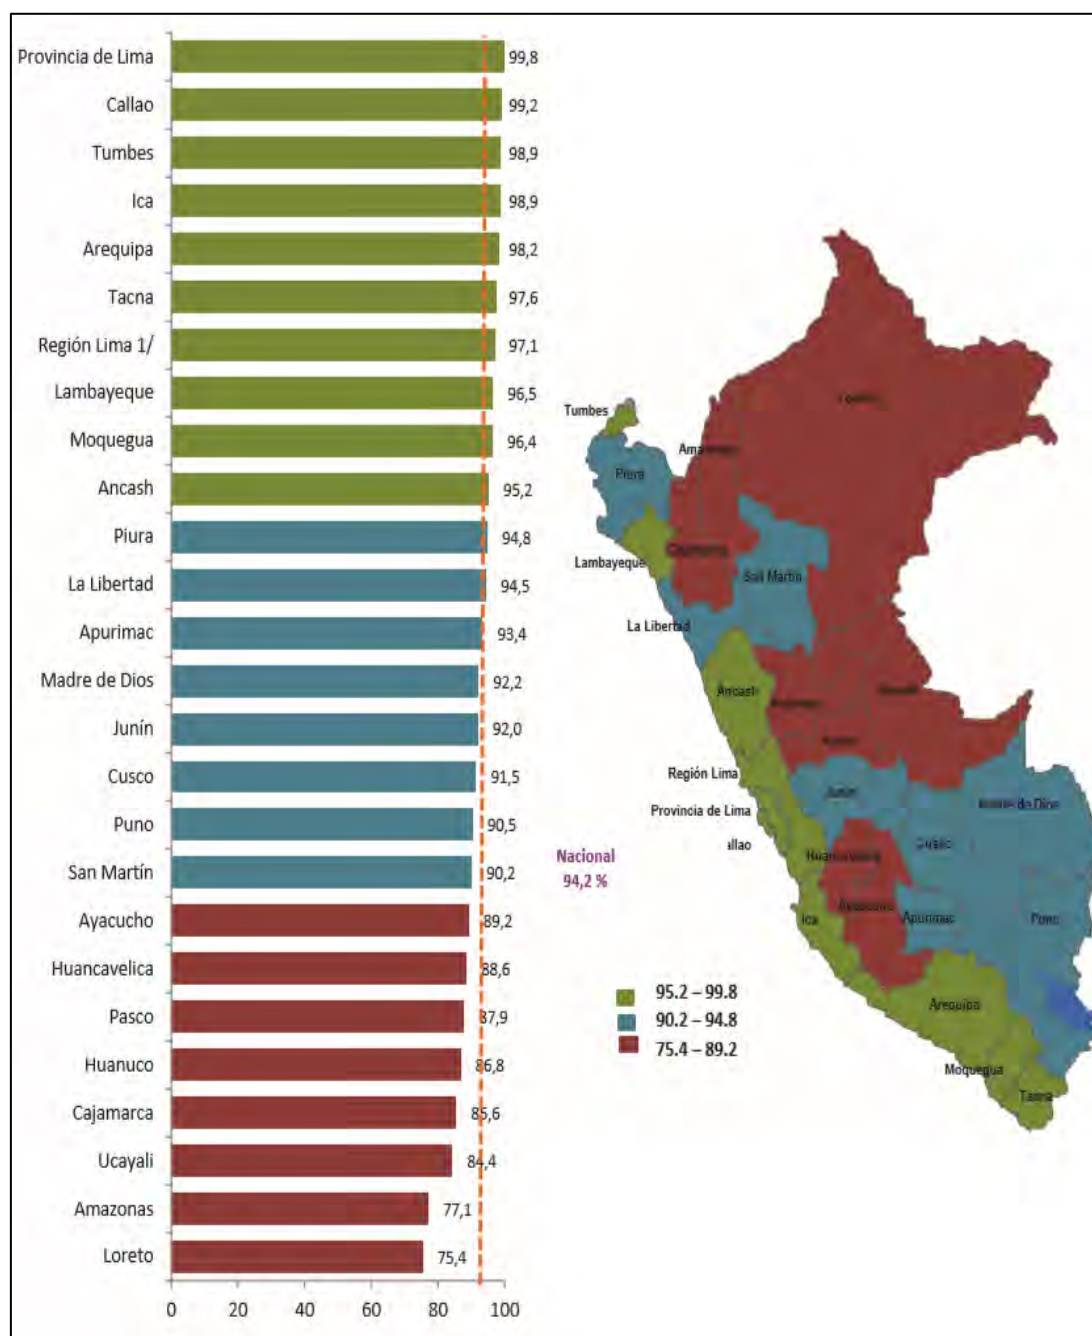 Provincia de Lima 99,8
Callao 99,2
Tumbes 98,9
Ica 98,9
Arequipa 98,2
Tacna 97,6
Región Lima 1/ 97,1
Lambayeque 96,5
Moquegua 96,4
Ancash 95,2
Piura 94,8
La Libertad 94,5
Apurimac 93,4
Madre de Dios 92,2
Junín 92,0
Cusco 91,5
Puno 90,5
San Martín 90,2
Ayacucho 89,2
Huancavelica 88,6
Pasco 87,9
Huanuco 86,8
Cajamarca 85,6
Ucayali 84,4
Amazonas 77,1
Loreto 75,4
0 20 40 60 80 100
Nacional
94,2 %
Tumbes
Piura
Lambayeque
San Martín
La Libertad
Ancash
Región Lima
Junín
Madre de Dios
Provincia de Lima
Cusco
allao
Huancavelica
Ica
Apurimac
Puno
Arequipa
Moquegua
Tacna
95.2 – 99.8
90.2 – 94.8
75.4 – 89.2